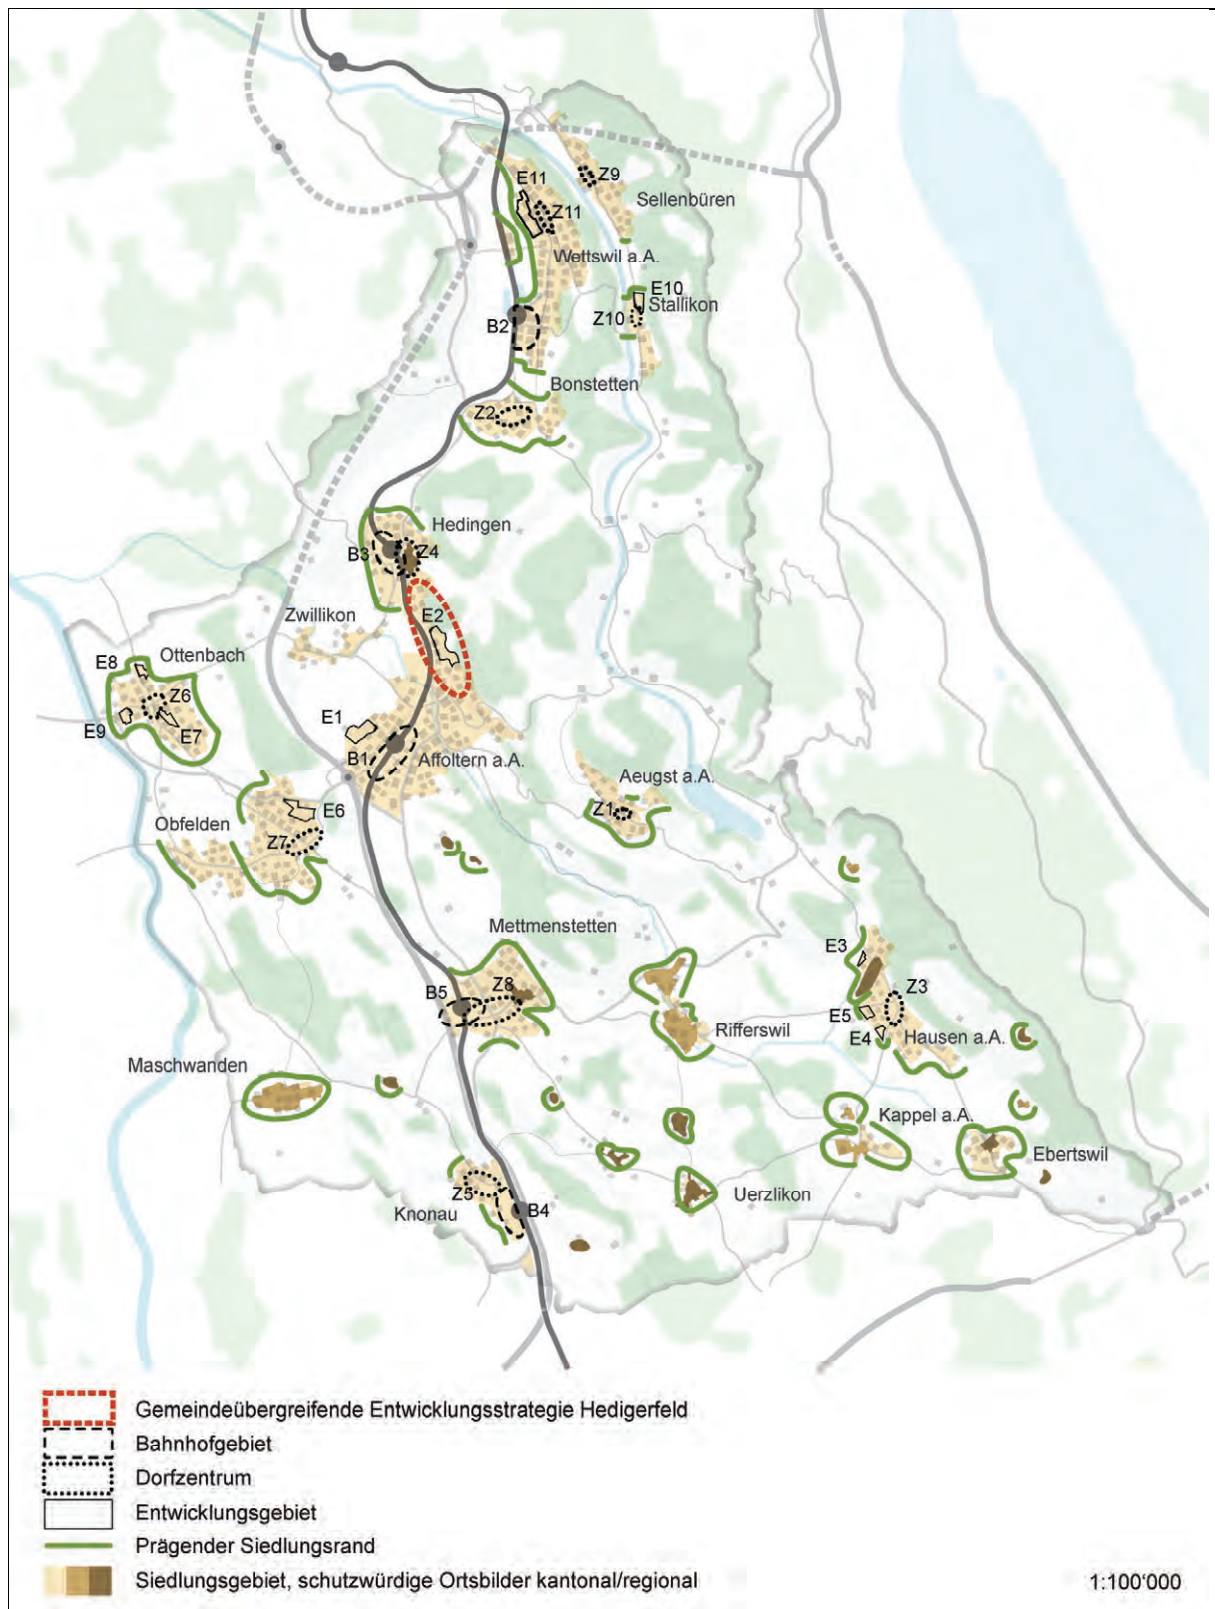 E11
Z9
Z11
Sellenbüren
Wettswil a.A.
E10
Stallikon
Z10
B2
Bonstetten
Z2
Hedingen
B3
Z4
Zwillikon
E2
Ottenbach
E8
Z6
E9
E7
E1
B1
Affoltern a.A.
Aeugst a.A.
Z1
E6
Obfelden
Z7
Mettmenstetten
E3
Z3
B5
Z8
E5
E4
Rifferswil
Hausen a.A.
Maschwanden
Kappel a.A.
Ebertswil
Uerzlikon
Z5
B4
Knonau
Gemeindeübergreifende Entwicklungsstrategie Hedigerfeld
Bahnhofgebiet
Dorfzentrum
Entwicklungsgebiet
Prägender Siedlungsrand
Siedlungsgebiet, schutzwürdige Ortsbilder kantonal/regional
1:100'000